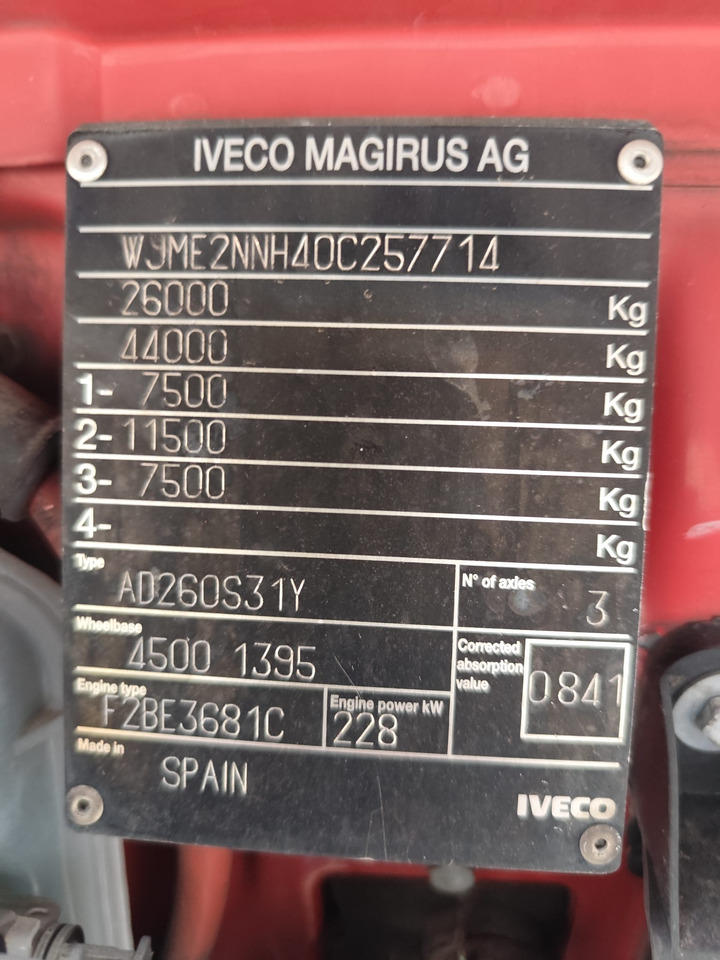 IVECO MAGIRUS AG
WJME2NNH40C257714
26000 Kg
44000 Kg
1- 7500 Kg
2- 11500 Kg
3- 7500 Kg
4- Kg
Type
AD260S31Y
N° of axles
3
Wheelbase
4500 1395
Corrected
absorption
value
0841
Engine type
F2BE3681C
Engine power kW
228
Made in
SPAIN
IVECO